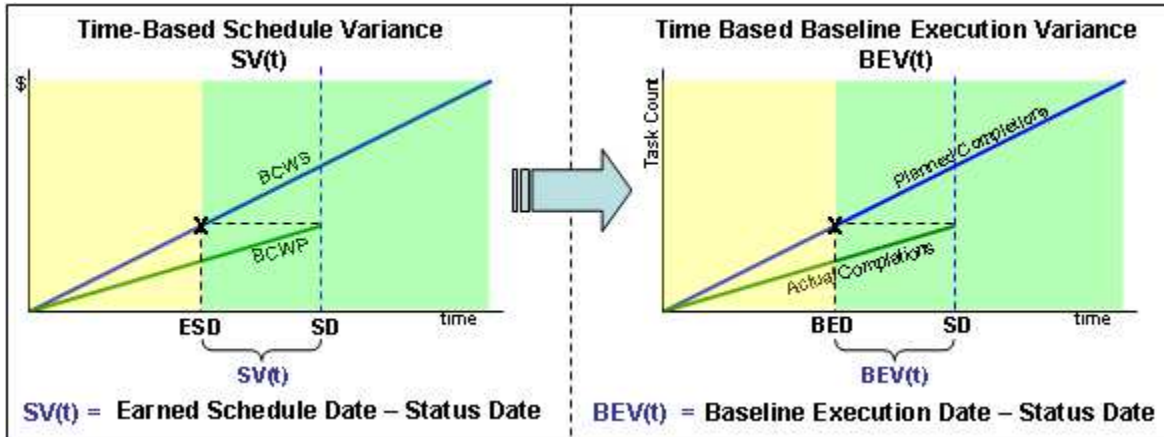 Time-Based Schedule Variance
SV(t)
$
BCWS
BCWP
time
ESD
SD
SV(t)
SV(t) = Earned Schedule Date – Status Date
Time Based Baseline Execution Variance
BEV(t)
Task Count
Planned Completions
Actual Completions
time
BED
SD
BEV(t)
BEV(t) = Baseline Execution Date – Status Date